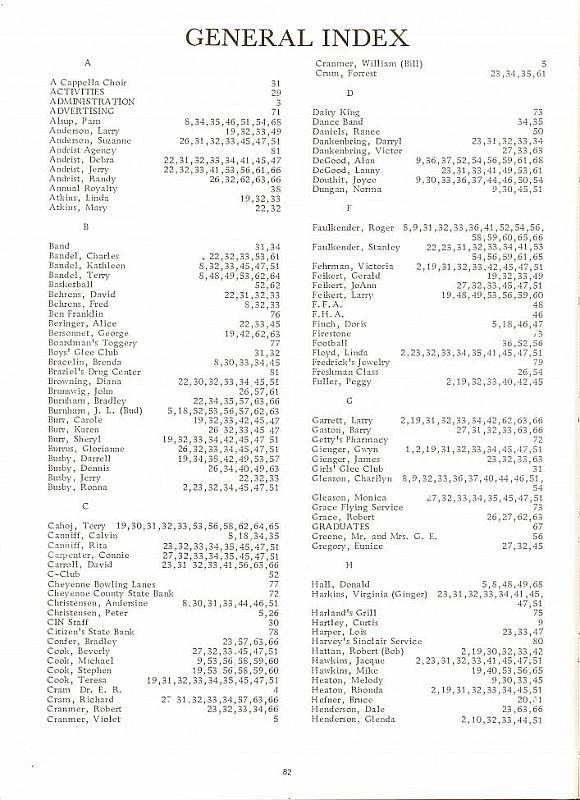 GENERAL INDEX
A
A Cappella Choir 31
ACTIVITIES 29
ADMINISTRATION 3
ADVERTISING 71
Alsup, Pam 8,34,35,46,51,54,68
Anderson, Larry 19,32,33,49
Anderson, Suzanne 26,31,32,33,45,47,51
Andrist Agency 81
Andrist, Debra 22,31,32,33,34,41,45,47
Andrist, Jerry 22,32,33,41,53,56,61,66
Andrist, Randy 26,32,62,63,66
Annual Royalty 38
Atkins, Linda 19,32,33
Atkins, Mary 22,32
B
Band 31,34
Bandel, Charles . 22,32,33,53,61
Bandel, Kathleen 8,32,33,45,47,51
Bandel, Terry 8,48,49,53,62,64
Basketball 52,62
Behrens, David 22,31,32,33
Behrens, Fred 8,32,33
Ben Franklin 76
Beringer, Alice 22,33,45
Bersonnet, George 19,42,62,63
Boardman's Toggery 77
Boys' Glee Club 31,32
Bracelin, Brenda 8,30,33,34,45
Braziel's Drug Center 81
Browning, Diana 22,30,32,33,34 45,51
Brunswig, John 26,57,61
Burnham, Bradley 22,34,35,57,63,66
Burnham, J. L. (Bud) 5,18,52,53,56,57,62,63
Burr, Carole 19,32,33,42,45,47
Burr, Karen 26 32,33,45 47
Burr, Sheryl 19,32,33,34,42,45,47 51
Burrus, Glorianne 26,32,33,34,45,47,51
Busby, Darrell 19,34,35,42,49,53,57
Busby, Dennis 26,34,40,49,63
Busby, Jerry 22,32,33
Busby, Ronna 2,23,32,34,45,47,51
C
Cahoj, Terry 19,30,31,32,33,53,56,58,62,64,65
Canniff, Calvin 5,18,34,35
Canniff, Rita 23,32,33,34,35,45,47,51
Carpenter, Connie 27,32,33,34,35,45,47,51
Carroll, David 23,31 32,33,41,56,63,66
C-Club 52
Cheyenne Bowling Lanes 77
Cheyenne County State Bank 72
Christensen, Andersine 8,30,31,33,44,46,51
Christensen, Peter 5,26
CIN Staff 30
Citizen's State Bank 78
Confer, Bradley 23,57,63,66
Cook, Beverly 27,32,33,45,47,51
Cook, Michael 9,53,56,58,59,60
Cook, Stephen 19,53,56,58,59,60
Cook, Teresa 19,31,32,33,34,35,45,47,51
Cram Dr. E. R. 4
Cram, Richard 27 31,32,33,34,57,63,66
Cranmer, Robert 23,32,33,34,66
Cranmer, Violet 5
Cranmer, William (Bill) 5
Crum, Forrest 23,34,35,61
D
Dairy King 73
Dance Band 34,35
Daniels, Ranee 50
Dankenbring, Darryl 23,31,32,33,34
Dankenbring, Victor 27,33,63
DeGood, Alan 9,36,37,52,54,56,59,61,68
DeGood, Lanny 23,31,33,41,49,53,61
Douthit, Joyce 9,30,33,36,37,44,46,50,54
Dungan, Norma 9,30,45,51
F
Faulkender, Roger 8,9,31,32,33,36,41,52,54,56,
58,59,60,65,66
Faulkender, Stanley 22,23,31,32,33,34,41,53
54,56,59,61,65
Fehrman, Victoria 2,19,31,32,33,42,45,47,51
Feikert, Gerald 19,32,33,49
Feikert, JoAnn 27,32,33,45,47,51
Feikert, Larry 19,48,49,53,56,59,60
F.F.A. 48
F.H.A. 46
Finch, Doris 5,18,46,47
Firestone
Football 36,52,56
Floyd, Linda 2,23,32,33,34,35,41,45,47,51
Fredrick's Jewelry 79
Freshman Class 26,54
Fuller, Peggy 2,19,32,33,40,42,45
G
Garrett, Larry 2,19,31,32,33,34,42,62,63,66
Gaston, Barry 27,31,32,33,63,66
Getty's Pharmacy 72
Gienger, Gwyn 1,2,19,31,32,33,34,45,47,51
Gienger, James 23,32,33,63
Girls' Glee Club 31
Gleason, Charilyn 8,9,32,33,36,37,40,44,46,51,
54
Gleason, Monica 27,32,33,34,35,45,47,51
Grace Flying Service 73
Grace, Robert 26,27,62,63
GRADUATES 67
Greene, Mr. and Mrs. G. E. 56
Gregory, Eunice 27,32,45
H
Hall, Donald 5,8,48,49,68
Harkins, Virginia (Ginger) 23,31,32,33,34,41,45,
47,51
Harland's Grill 75
Hartley, Curtis 9
Harper, Lois 23,33,47
Harvey's Sinclair Service 80
Hattan, Robert (Bob) 2,19,30,32,33,42
Hawkins, Jacque 2,23,31,32,33,41,45,47,51
Hawkins, Mike 19,40,53,56,65
Heaton, Melody 9,30,33,45
Heaton, Rhonda 2,19,31,32,33,34,45,51
Hefner, Bruce
Henderson, Dale 23,63,66
Henderson, Glenda 2,10,32,33,44,51
82